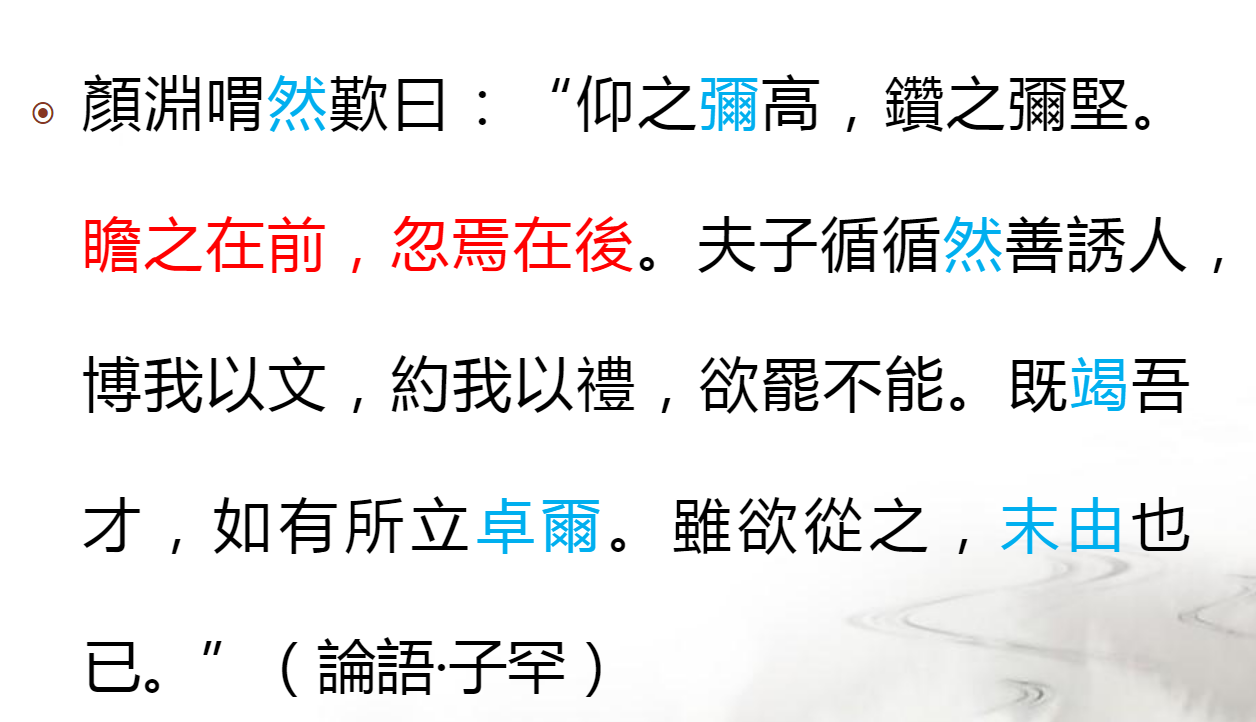 顏淵喟然歎曰：“仰之彌高，鑽之彌堅。
瞻之在前，忽焉在後。夫子循循然善誘人，
博我以文，約我以禮，欲罷不能。既竭吾
才，如有所立卓爾。雖欲從之，末由也
已。”（論語·子罕）